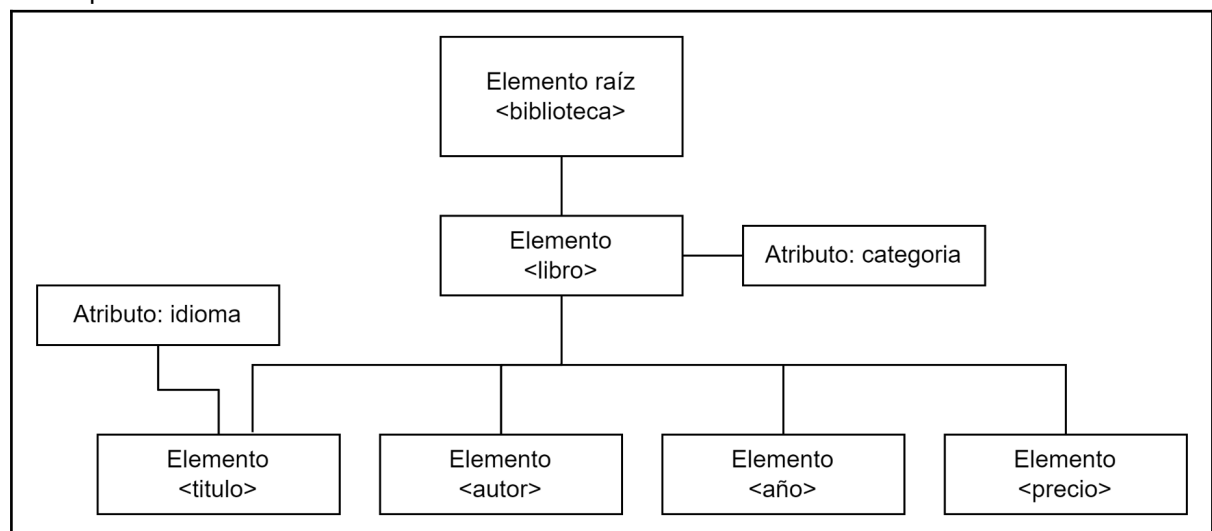 Elemento raíz
<biblioteca>
Elemento
<libro>
Atributo: categoria
Atributo: idioma
Elemento
<titulo>
Elemento
<autor>
Elemento
<año>
Elemento
<precio>